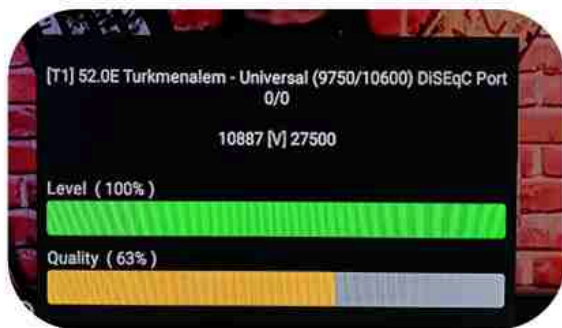 [T1] 52.0E Turkmenalem - Universal (9750/10600) DiSEqC Port
0/0
10887 [V] 27500
Level ( 100% )
Quality ( 63% )